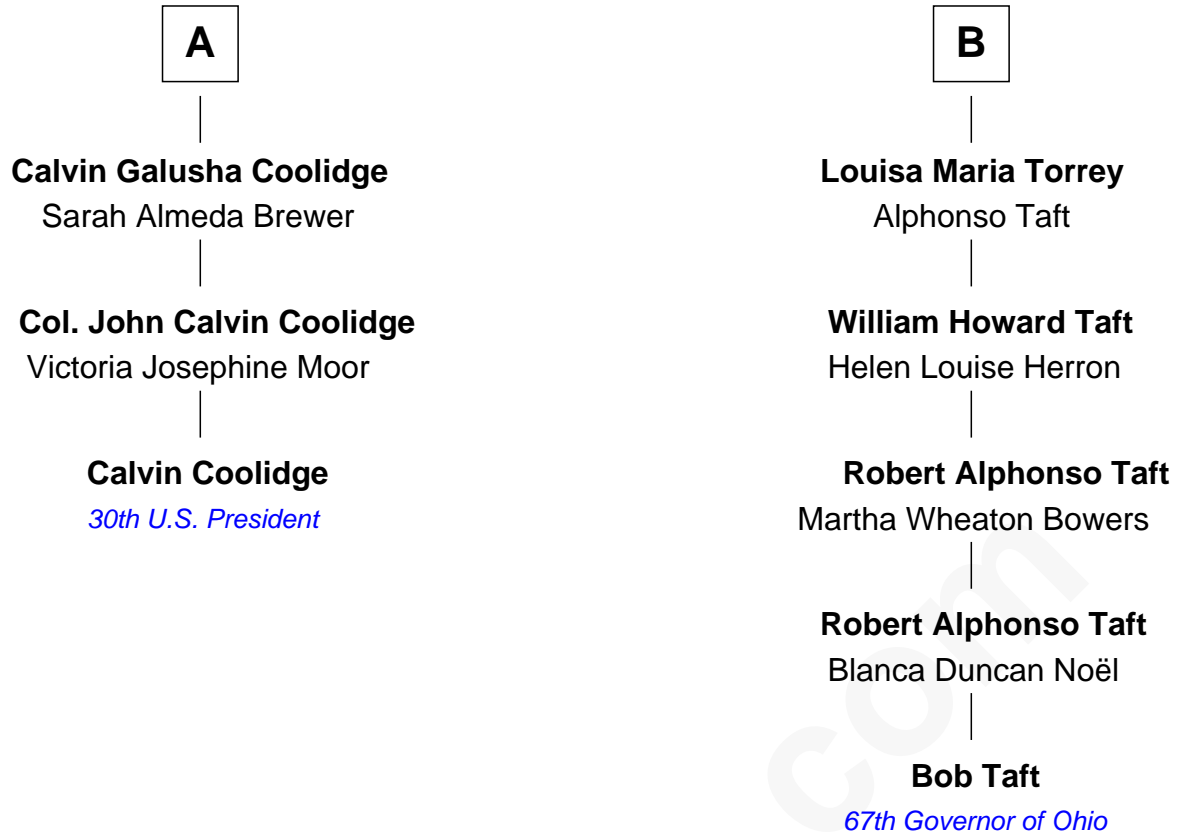 A
Calvin Galusha Coolidge
Sarah Almeda Brewer
Col. John Calvin Coolidge
Victoria Josephine Moor
Calvin Coolidge
30th U.S. President
B
Louisa Maria Torrey
Alphonso Taft
William Howard Taft
Helen Louise Herron
Robert Alphonso Taft
Martha Wheaton Bowers
Robert Alphonso Taft
Blanca Duncan Noël
Bob Taft
67th Governor of Ohio
com